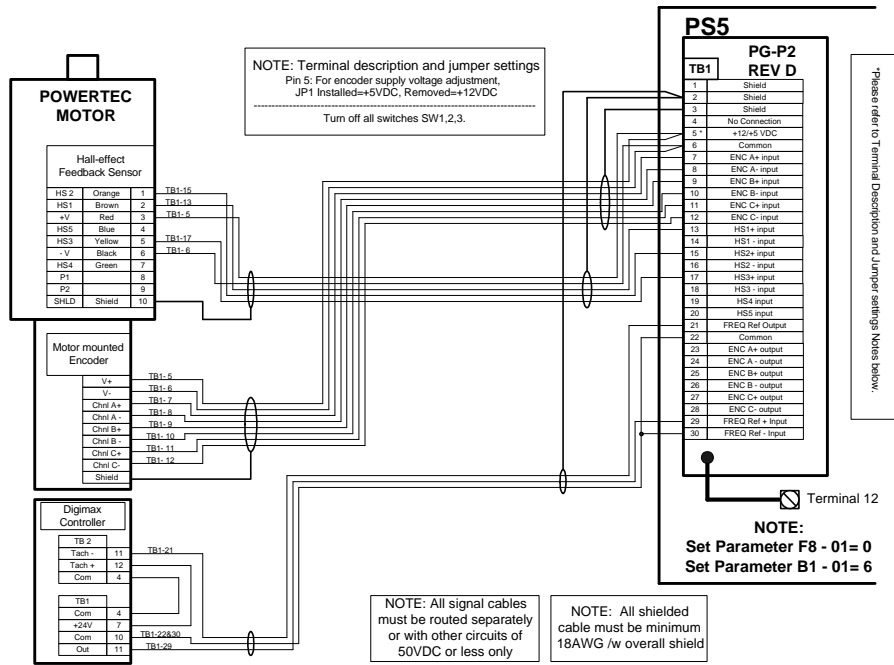 POWERTEC
MOTOR
Hall-effect
Feedback Sensor
HS 2 Orange 1 TB1-15
HS1 Brown 2 TB1-13
+V Red 3 TB1- 5
HS5 Blue 4
HS3 Yellow 5 TB1-17
- V Black 6 TB1- 6
HS4 Green 7
P1 8
P2 9
SHLD Shield 10
Motor mounted
Encoder
V+ TB1- 5
V- TB1- 6
Chnl A+ TB1- 7
Chnl A - TB1- 8
Chnl B+ TB1- 9
Chnl B - TB1- 10
Chnl C+ TB1- 11
Chnl C- TB1- 12
Shield
Digimax
Controller
TB 2
Tach - 11 TB1-21
Tach + 12
Com 4
TB1
Com 4
+24V 7
Com 10 TB1-22&30
Out 11 TB1-29
NOTE: Terminal description and jumper settings
Pin 5: For encoder supply voltage adjustment,
JP1 Installed=+5VDC, Removed=+12VDC
Turn off all switches SW1,2,3.
PS5
PG-P2
TB1 REV D
1 Shield
2 Shield
3 Shield
4 No Connection
5 * +12/+5 VDC
6 Common
7 ENC A+ input
8 ENC A- input
9 ENC B+ input
10 ENC B- input
11 ENC C+ input
12 ENC C- input
13 HS1+ input
14 HS1 - input
15 HS2+ input
16 HS2 - input
17 HS3+ input
18 HS3 - input
19 HS4 input
20 HS5 input
21 FREQ Ref Output
22 Common
23 ENC A+ output
24 ENC A - output
25 ENC B+ output
26 ENC B - output
27 ENC C+ output
28 ENC C- output
29 FREQ Ref + Input
30 FREQ Ref - Input
Terminal 12
NOTE:
Set Parameter F8 - 01= 0
Set Parameter B1 - 01= 6
*Please refer to Terminal Description and Jumper settings Notes below.
NOTE: All signal cables
must be routed separately
or with other circuits of
50VDC or less only
NOTE: All shielded
cable must be minimum
18AWG /w overall shield